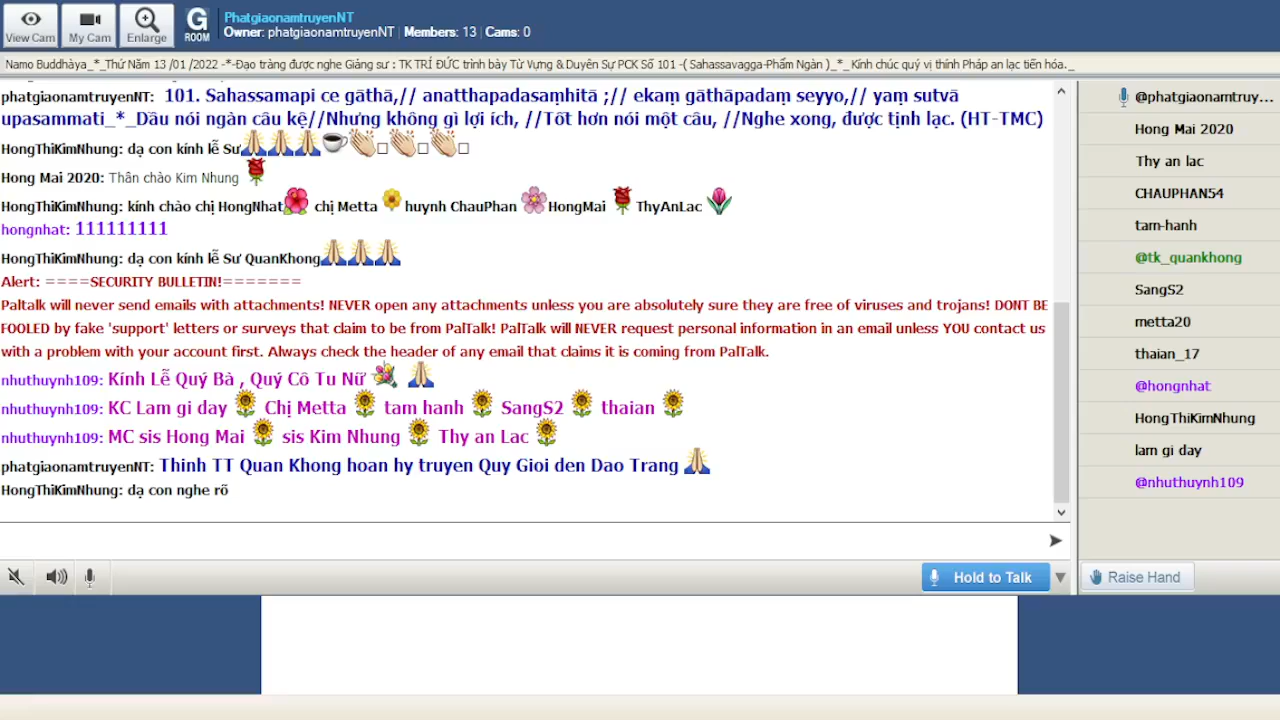 PhatgiaonamtruyenNT
Owner: phatgiaonamtruyenNT | Members: 13 | Cams: 0
View Cam
My Cam
Enlarge
G
ROOM
Namo Buddhàya_*_Thứ Năm 13 /01 /2022 -*-Đạo tràng được nghe Giảng sư : TK TRÍ ĐỨC trình bày Từ Vựng & Duyên Sự PCK Số 101 -( Sahassavagga-Phẩm Ngàn )_*_Kính chúc quý vị thính Pháp an lạc tiến hóa._
phatgiaonamtruyenNT: 101. Sahassamapi ce gāthā,// anatthapadasaṃhitā ;// ekaṃ gāthāpadaṃ seyyo,// yaṃ sutvā
upasammati_*_Dầu nói ngàn câu kệ//Nhưng không gì lợi ích, //Tốt hơn nói một câu, //Nghe xong, được tịnh lạc. (HT-TMC)
HongThiKimNhung: dạ con kính lễ Sư
Hong Mai 2020: Thân chào Kim Nhung
HongThiKimNhung: kính chào chị HongNhat chị Metta huynh ChauPhan HongMai ThyAnLac
hongnhat: 111111111
HongThiKimNhung: dạ con kính lễ Sư QuanKhong
Alert: ====SECURITY BULLETIN!=======
Paltalk will never send emails with attachments! NEVER open any attachments unless you are absolutely sure they are free of viruses and trojans! DONT BE
FOOLED by fake 'support' letters or surveys that claim to be from PalTalk! PalTalk will NEVER request personal information in an email unless YOU contact us
with a problem with your account first. Always check the header of any email that claims it is coming from PalTalk.
nhuthuynh109: Kính Lễ Quý Bà , Quý Cô Tu Nữ
nhuthuynh109: KC Lam gi day Chị Metta tam hanh SangS2 thaian
nhuthuynh109: MC sis Hong Mai sis Kim Nhung Thy an Lac
phatgiaonamtruyenNT: Thinh TT Quan Khong hoan hy truyen Quy Gioi den Dao Trang
HongThiKimNhung: dạ con nghe rõ
Hold to Talk
@phatgiaonamtruy...
Hong Mai 2020
Thy an lac
CHAUPHAN54
tam-hanh
@tk_quankhong
SangS2
metta20
thaian_17
@hongnhat
HongThiKimNhung
lam gi day
@nhuthuynh109
Raise Hand